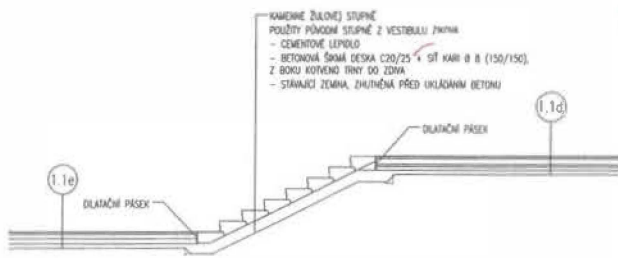 KAMENNÉ ŽULOVÉ STUPNĚ
POUŽITY PŮVODNÍ STUPNĚ Z VESTIBULU
- CEMENTOVÉ LEPIDLO
- BETONOVÁ ŠIKMÁ DESKA C20/25 + SÍŤ KARI Ø 8 (150/150),
Z BOKU KOTVENO TRNY DO ZDIVA
- STÁVAJÍCÍ ZEMINA, ZHUTNĚNÁ PŘED UKLÁDÁNÍM BETONU
1.1d
DILATAČNÍ PÁSEK
1.1e
DILATAČNÍ PÁSEK